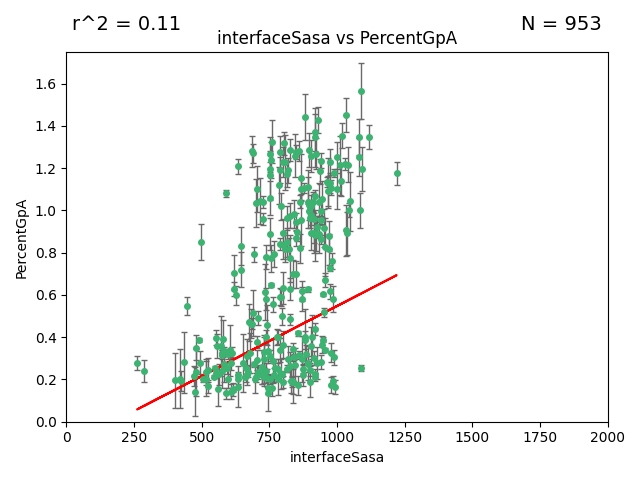 r^2 = 0.11
N = 953
interfaceSasa vs PercentGpA
PercentGpA
1.6
1.4
1.2
1.0
0.8
0.6
0.4
0.2
0.0
0 250 500 750 1000 1250 1500 1750 2000
interfaceSasa